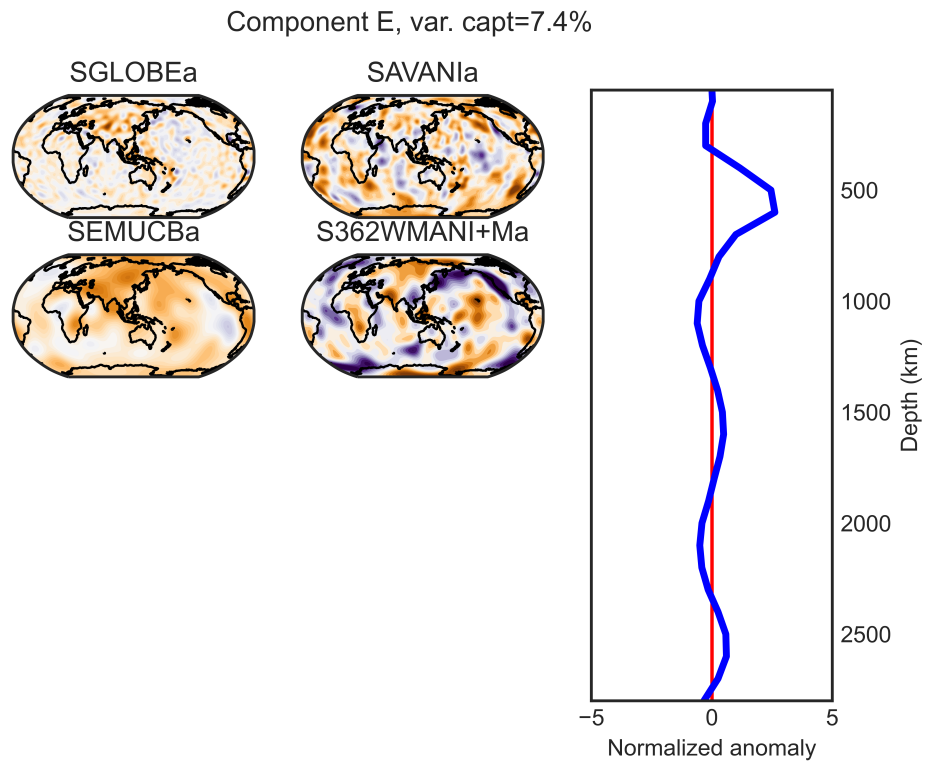 Component E, var. capt=7.4%
SGLOBEa
SAVANIa
SEMUCBa
S362WMANI+Ma
500
1000
1500
2000
2500
Depth (km)
−5
0
5
Normalized anomaly